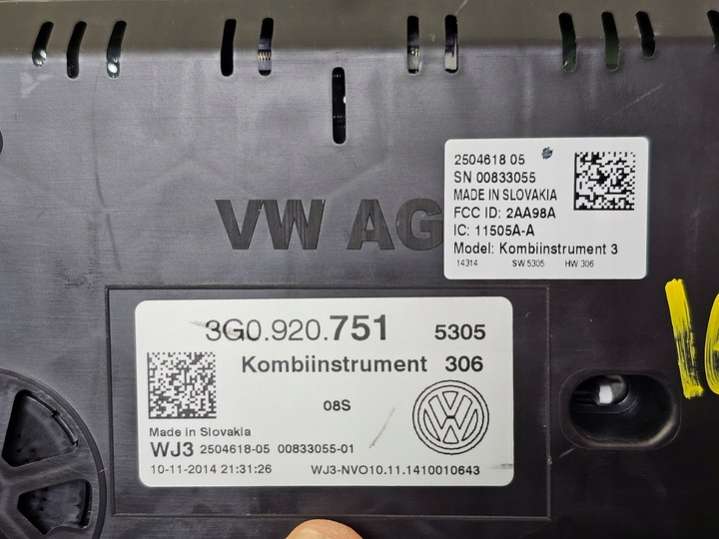 VW AG
2504618 05
SN 00833055
MADE IN SLOVAKIA
FCC ID: 2AA98A
IC: 11505A-A
Model: Kombiinstrument 3
14314 SW 5305 HW 306
3G0.920.751 5305
Kombiinstrument 306
08S
Made in Slovakia
WJ3 2504618-05 00833055-01
10-11-2014 21:31:26 WJ3-NVO10.11.1410010643